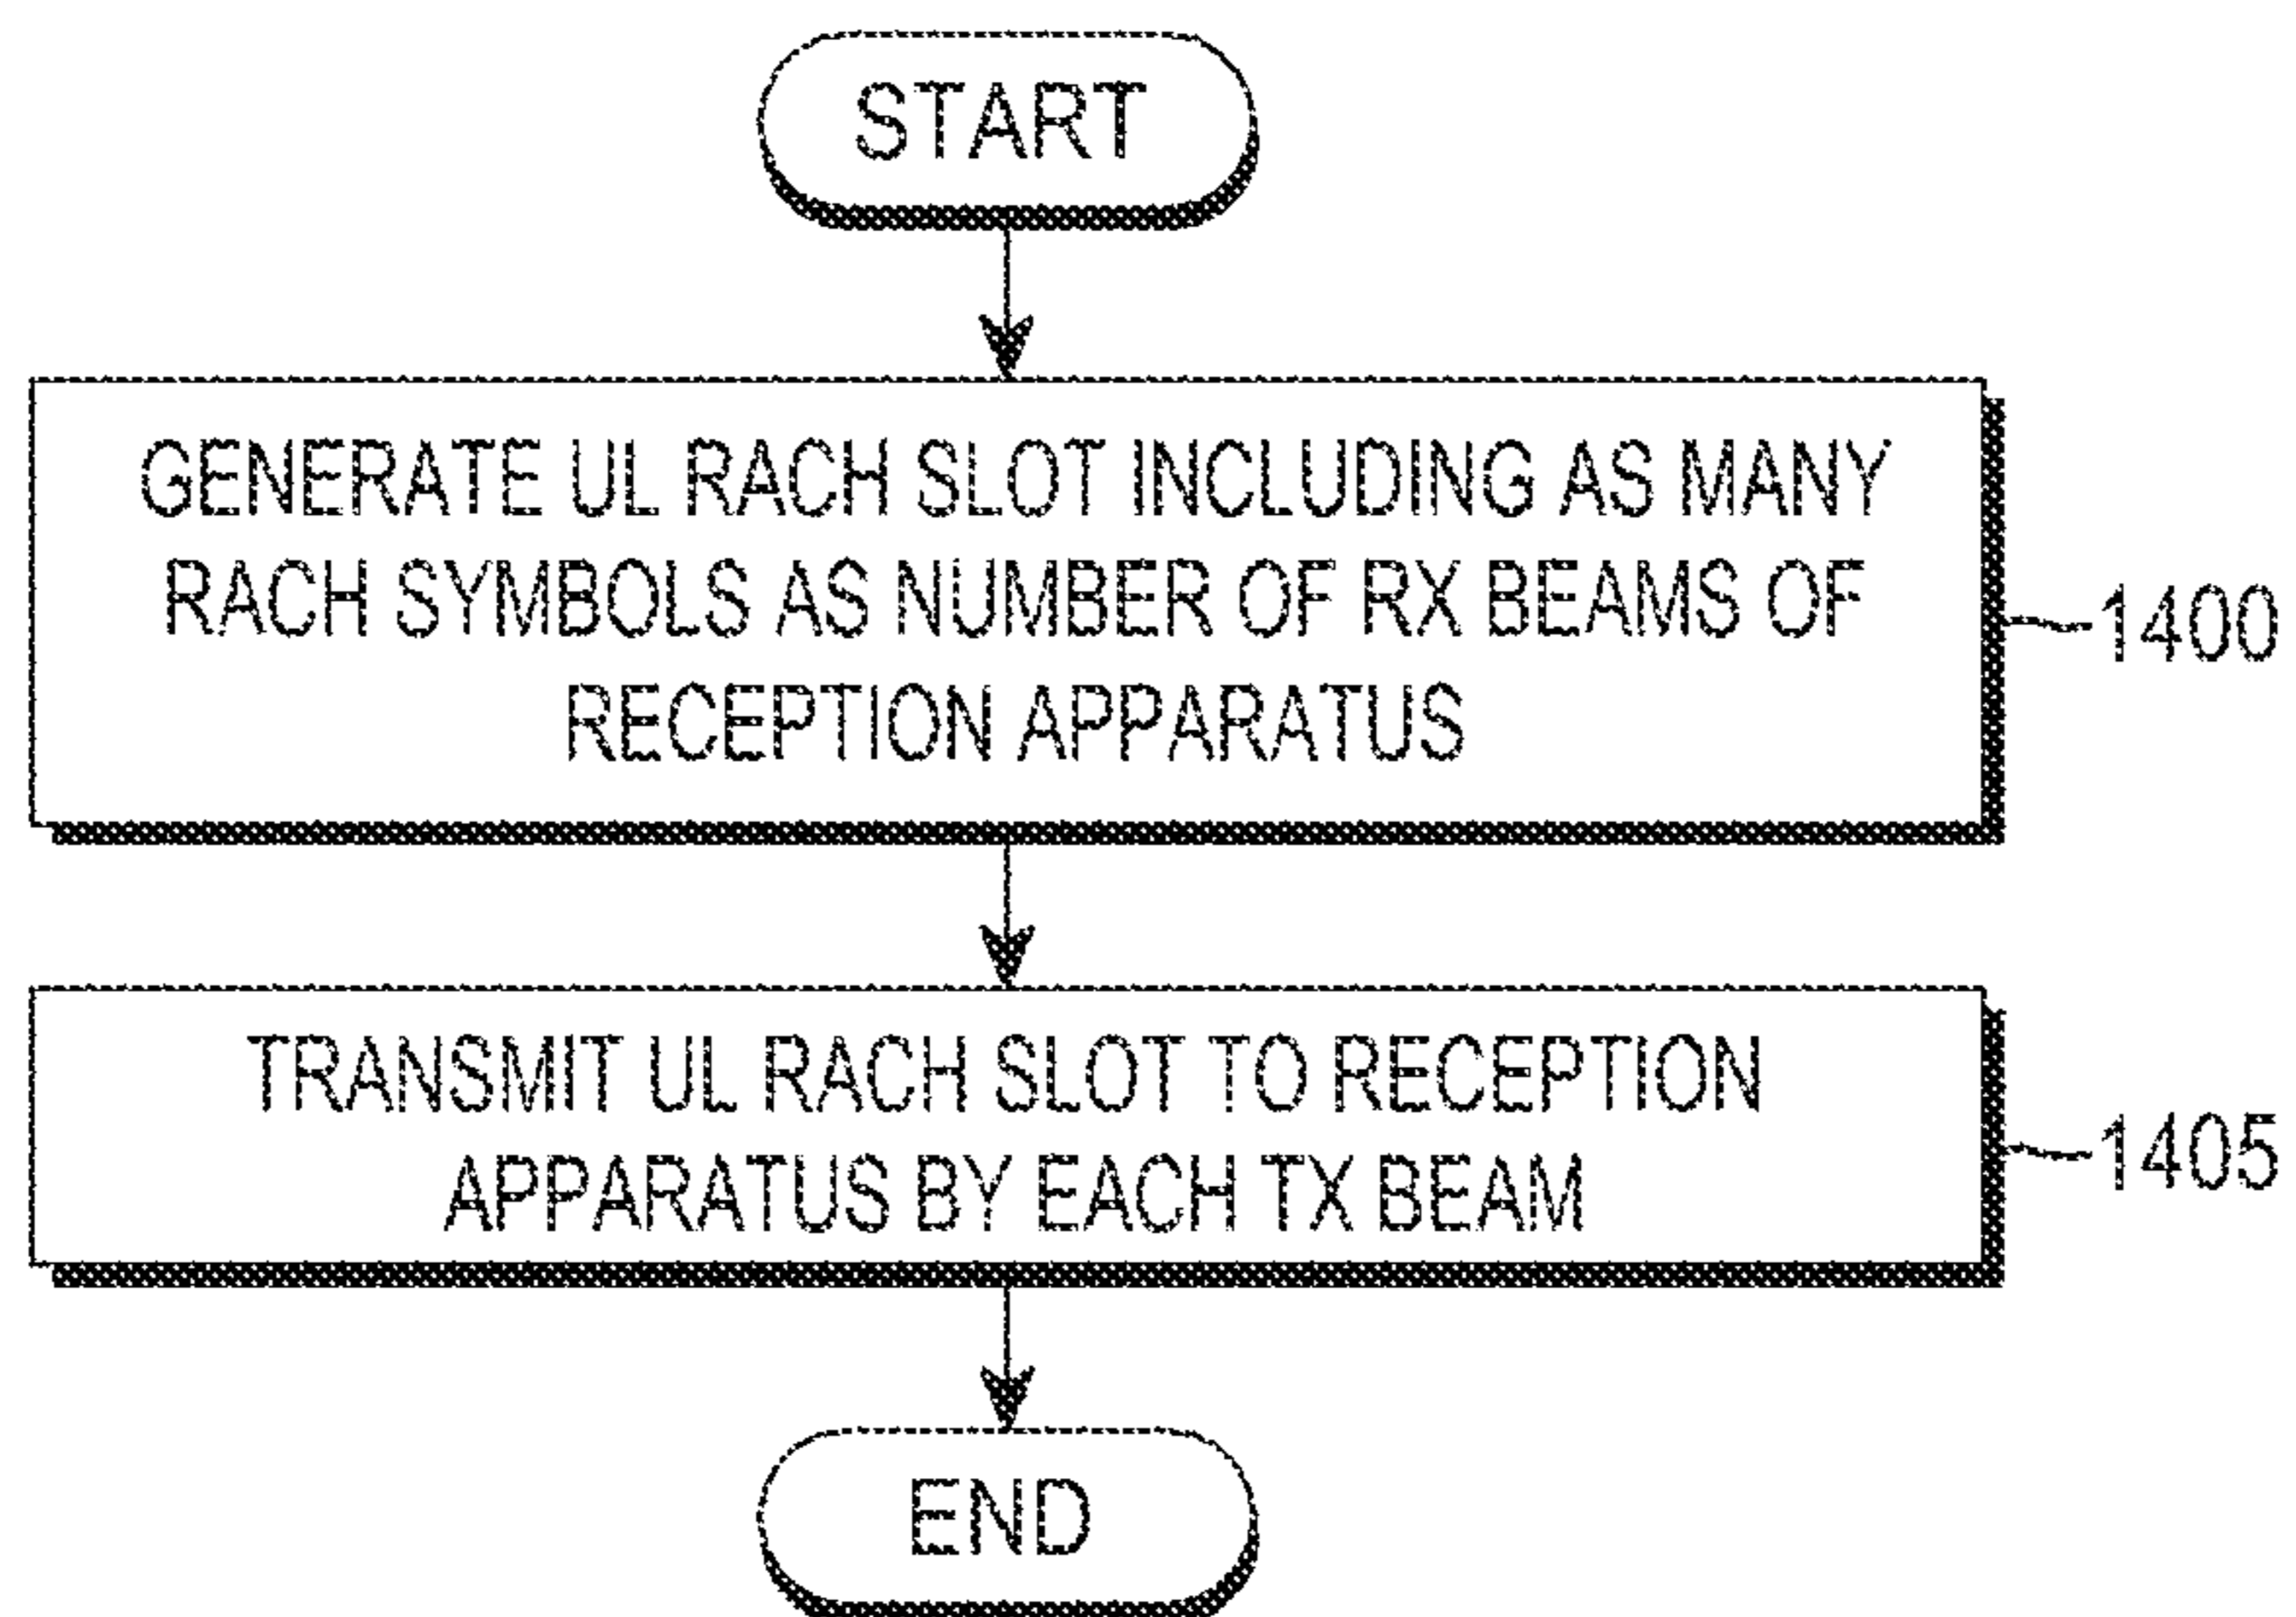 START
GENERATE UL RACH SLOT INCLUDING AS MANY
RACH SYMBOLS AS NUMBER OF RX BEAMS OF
RECEPTION APPARATUS
1400
TRANSMIT UL RACH SLOT TO RECEPTION
APPARATUS BY EACH TX BEAM
1405
END